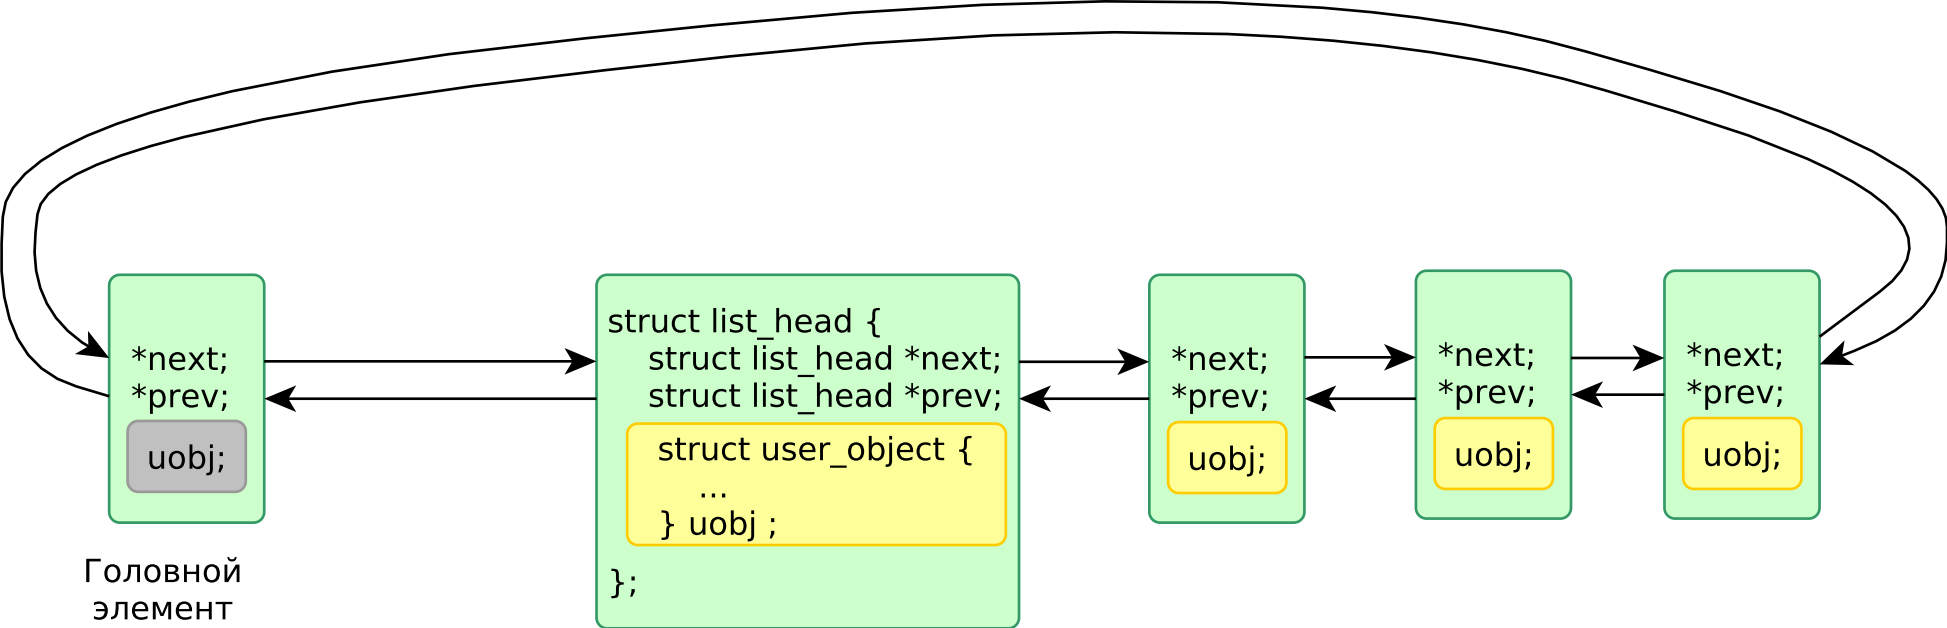 *next;
*prev;
uobj;
Головной
элемент
struct list_head {
struct list_head *next;
struct list_head *prev;
struct user_object {
...
} uobj ;
};
*next;
*prev;
uobj;
*next;
*prev;
uobj;
*next;
*prev;
uobj;